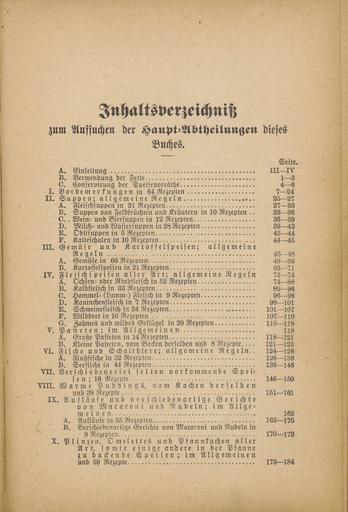 Inhaltsverzeichniß
zum Aufsuchen der Haupt-Abtheilungen dieses
Buches.
Seite.
A. Einleitung III—IV
B. Verwendung der Fette 1—3
C. Conservirung der Speisevorräthe 4—6
I. Vorbemerkungen in 64 Rezepten 7—24
II. Suppen; allgemeine Regeln 25—27
A. Fleischsuppen in 21 Rezepten 27—33
B. Suppen von Feldfrüchten und Kräutern in 10 Rezepten 33—36
C. Wein- und Biersuppen in 12 Rezepten 36—39
D. Milch- und Wassersuppen in 28 Rezepten 39—43
E. Obstsuppen in 5 Rezepten 43—44
F. Kalteschalen in 10 Rezepten 44—45
III. Gemüse und Kartoffelspeisen; allgemeine
Regeln 46—48
A. Gemüse in 66 Rezepten 48—66
B. Kartoffelspeisen in 21 Rezepten 66—71
IV. Fleischspeisen aller Art; allgemeine Regeln 72—74
A. Ochsen- oder Rindfleisch in 52 Rezepten 74—88
B. Kalbfleisch in 33 Rezepten 89—96
C. Hammel- (Lamm-) Fleisch in 9 Rezepten 96—98
D. Kaninchenfleisch in 7 Rezepten 98—101
E. Schweinefleisch in 24 Rezepten 101—107
F. Wildbret in 10 Rezepten 107—110
G. Zahmes und wildes Geflügel in 29 Rezepten 110—118
V. Pasteten; im Allgemeinen 118
A. Große Pasteten in 14 Rezepten 118—121
B. Kleine Pasteten, vom Backen derselben und 8 Rezepte 121—123
VI. Fische und Schalthiere; allgemeine Regeln 124—126
A. Flußfische in 52 Rezepten 126—136
B. Seefische in 44 Rezepten 136—146
VII. Verschiedenerlei selten vorkommende Spei-
sen; 16 Rezepte 146—150
VIII. Warme Puddings, vom Kochen derselben
und 38 Rezepte 151—161
IX. Aufläufe und verschiedenartige Gerichte
von Macaroni und Nudeln; im Allge-
meinen 162
A. Aufläufe in 35 Rezepten 162—175
B. Verschiedenartige Gerichte von Macaroni und Nudeln in
9 Rezepten 170—172
X. Plinzen, Omelettes und Pfannkuchen aller
Art, sowie einige andere in der Pfanne
zu backende Speisen; im Allgemeinen
und 59 Rezepte 173—184